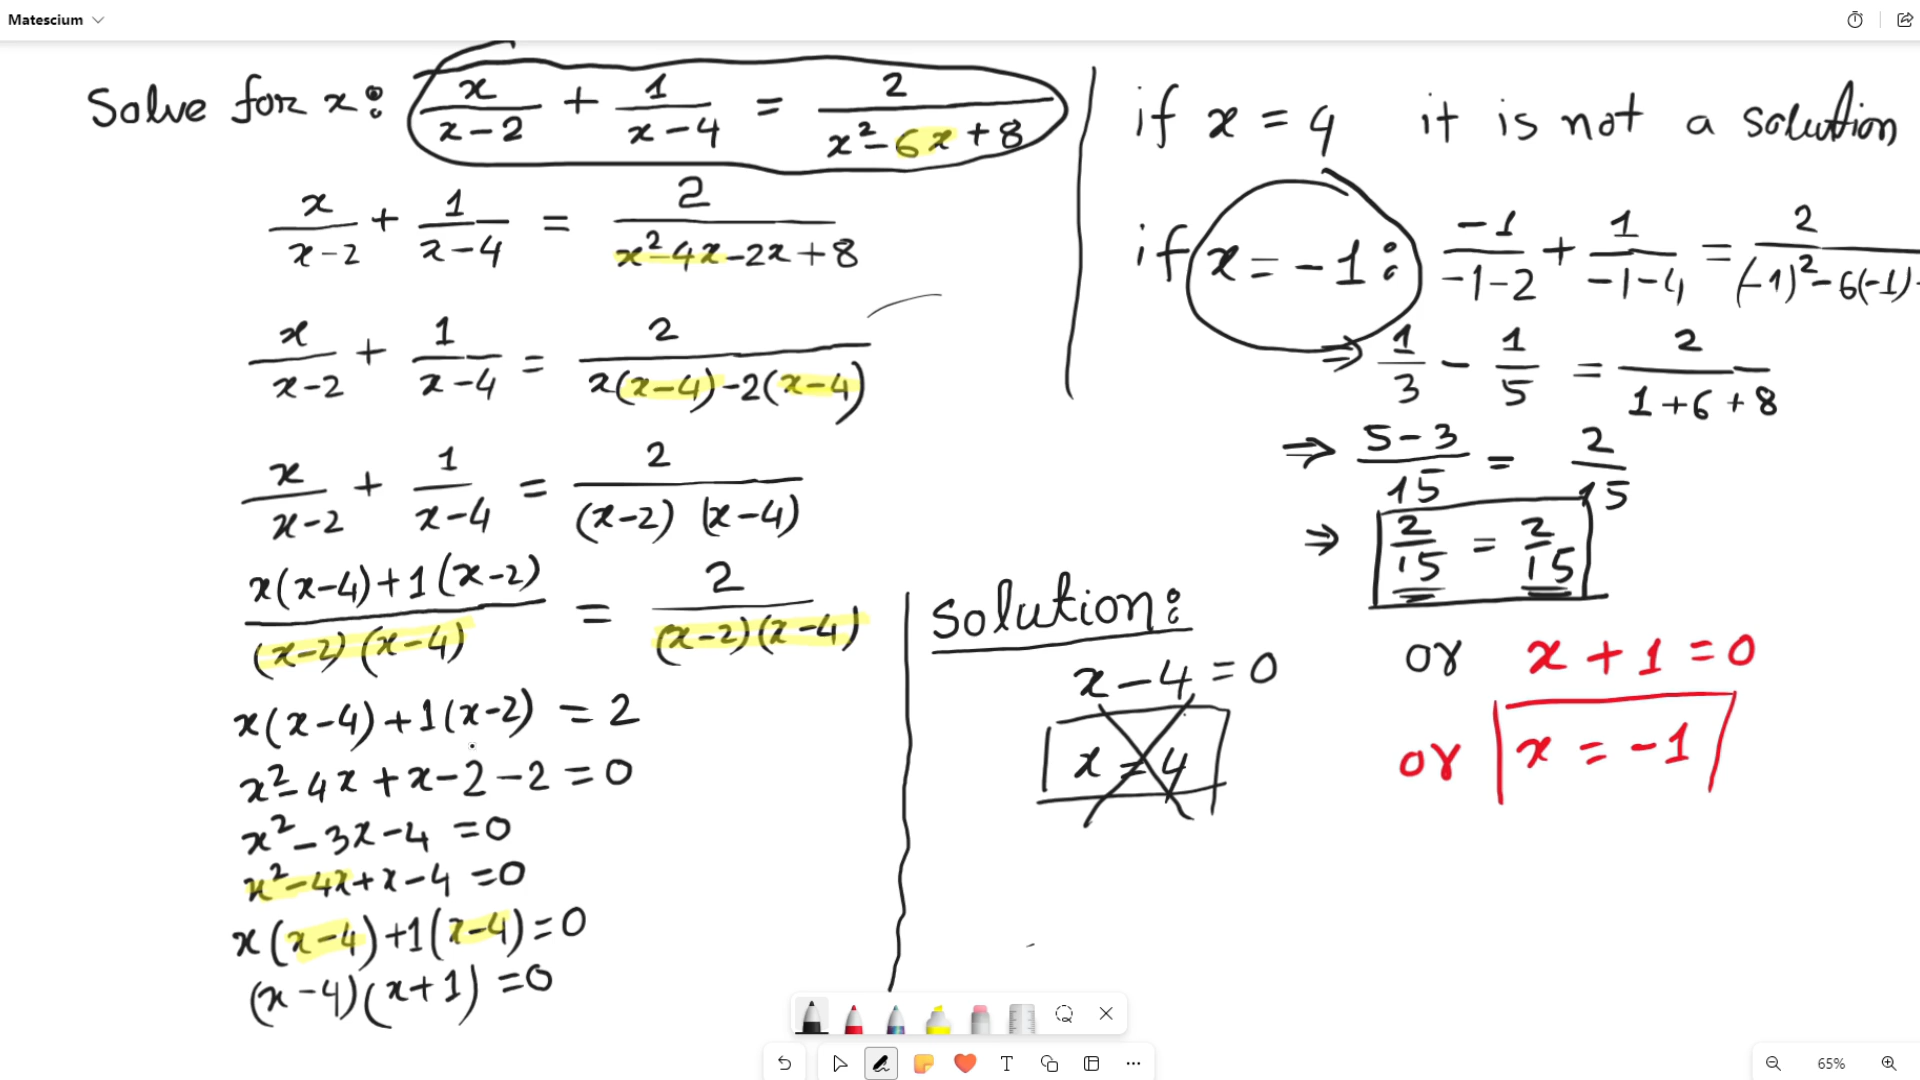 Matescium
Solve for x: x/(x-2) + 1/(x-4) = 2/(x²-6x+8)
x/(x-2) + 1/(x-4) = 2/(x²-4x-2x+8)
x/(x-2) + 1/(x-4) = 2/(x(x-4)-2(x-4))
x/(x-2) + 1/(x-4) = 2/((x-2)(x-4))
(x(x-4)+1(x-2))/((x-2)(x-4)) = 2/((x-2)(x-4))
x(x-4)+1(x-2) = 2
x²-4x+x-2-2=0
x²-3x-4=0
x²-4x+x-4=0
x(x-4)+1(x-4)=0
(x-4)(x+1)=0
if x=4 it is not a solution
if x=-1: -1/(-1-2) + 1/(-1-4) = 2/((-1)²-6(-1)
⇒ 1/3 - 1/5 = 2/(1+6+8)
⇒ (5-3)/15 = 2/15
⇒ 2/15 = 2/15
Solution:
x-4=0 or x+1=0
x=4 or x=-1
65%